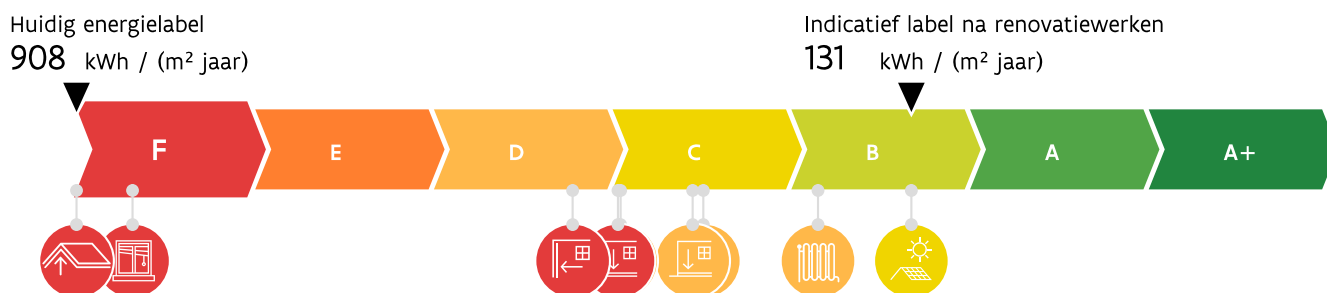 Huidig energielabel
908 kWh / (m² jaar)
Indicatief label na renovatiewerken
131 kWh / (m² jaar)
F E D C B A A+